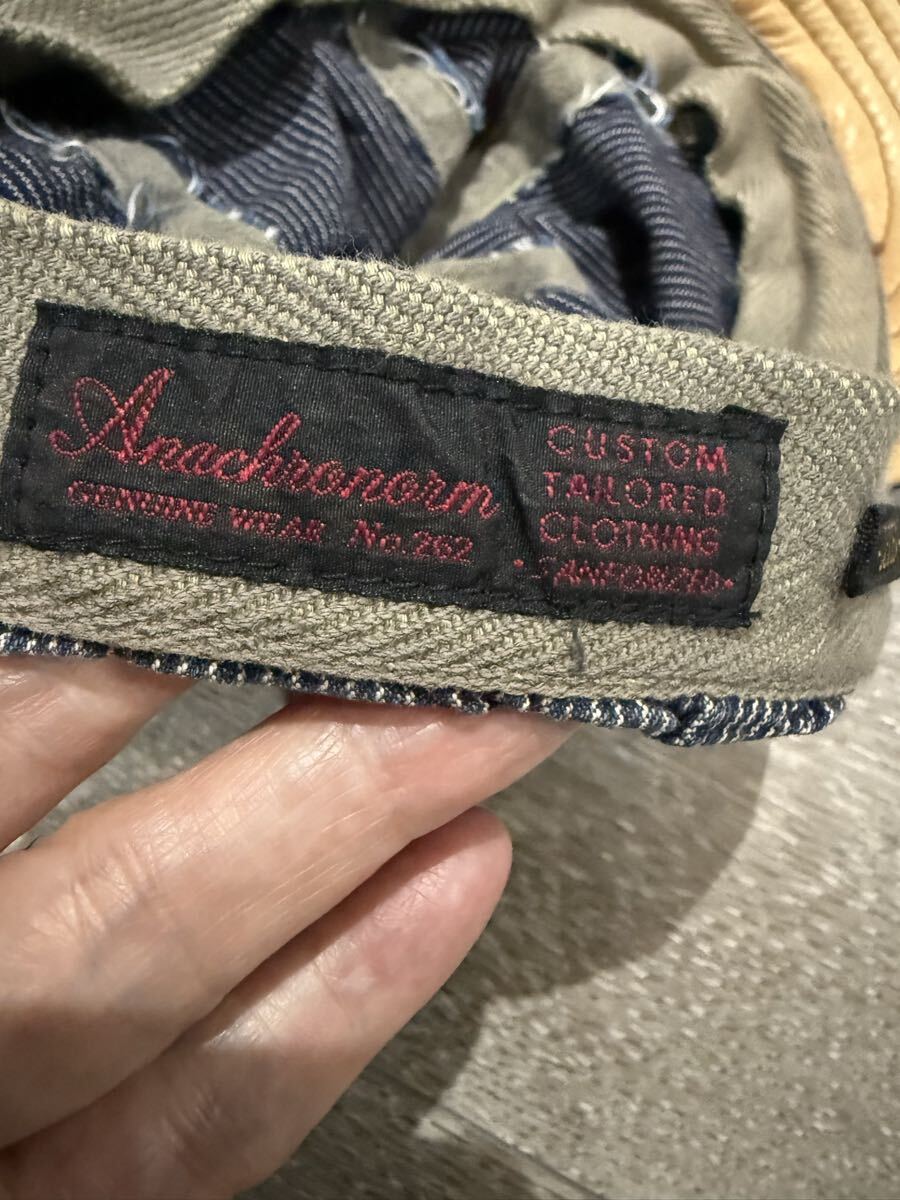 Anachronorm
GENUINE WEAR No.262
CUSTOM
TAILORED
CLOTHING